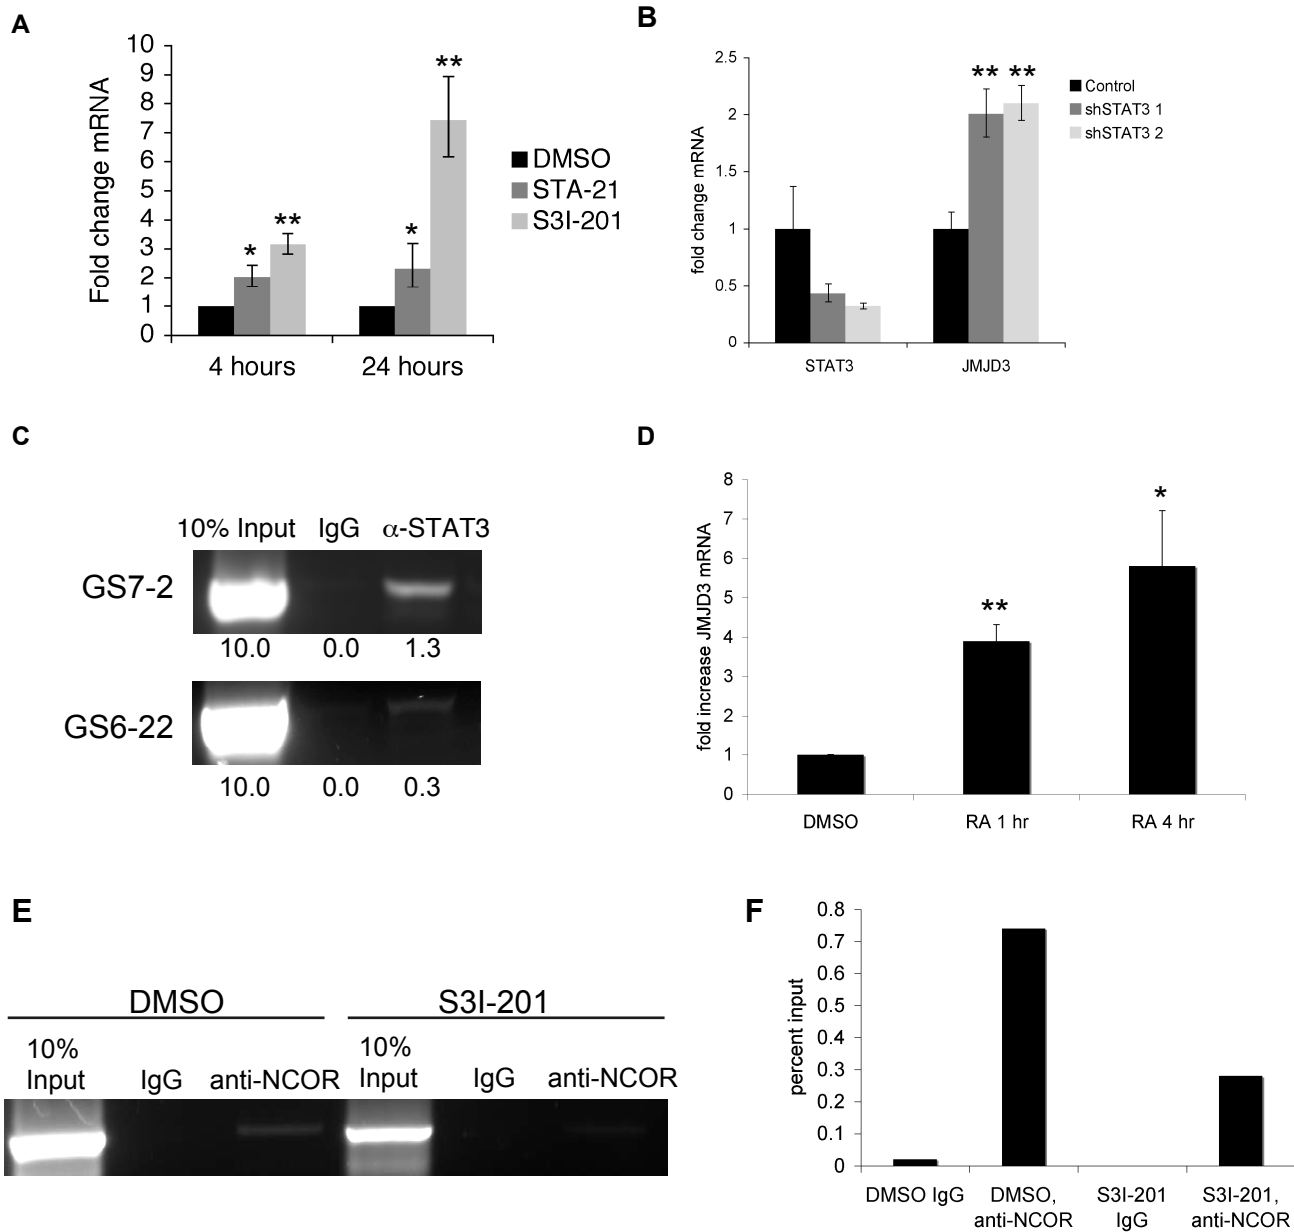 A
Fold change mRNA
10
9
8
7
6
5
4
3
2
1
0
*
**
*
**
4 hours
24 hours
DMSO
STA-21
S3I-201
B
fold change mRNA
2.5
2
1.5
1
0.5
0
** **
STAT3
JMJD3
Control
shSTAT3 1
shSTAT3 2
C
10% Input IgG α-STAT3
GS7-2
10.0 0.0 1.3
GS6-22
10.0 0.0 0.3
D
fold increase JMJD3 mRNA
8
7
6
5
4
3
2
1
0
**
*
DMSO
RA 1 hr
RA 4 hr
E
DMSO
S3I-201
10%
Input
IgG
anti-NCOR
10%
Input
IgG
anti-NCOR
F
percent input
0.8
0.7
0.6
0.5
0.4
0.3
0.2
0.1
0
DMSO IgG
DMSO,
anti-NCOR
S3I-201
IgG
S3I-201,
anti-NCOR